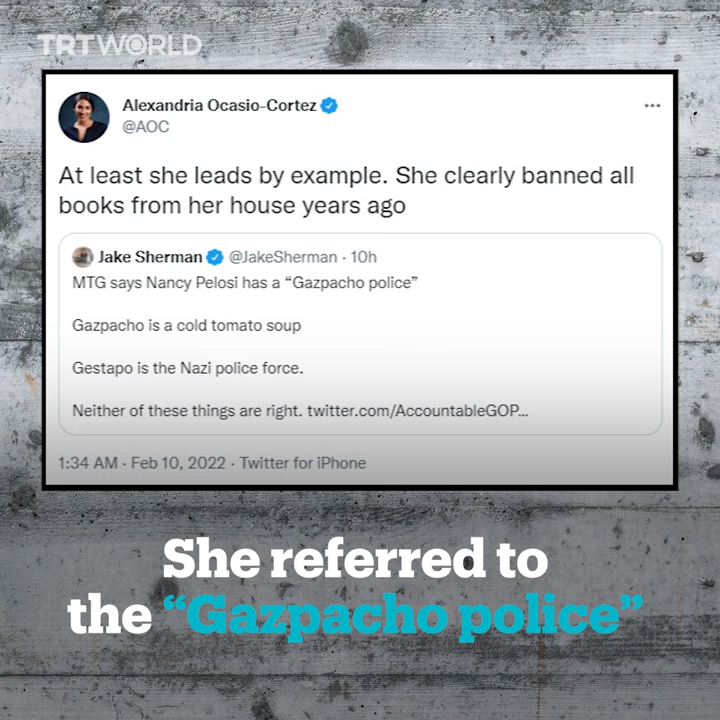 TRTWORLD
Alexandria Ocasio-Cortez
@AOC
At least she leads by example. She clearly banned all
books from her house years ago
Jake Sherman @JakeSherman · 10h
MTG says Nancy Pelosi has a “Gazpacho police”
Gazpacho is a cold tomato soup
Gestapo is the Nazi police force.
Neither of these things are right. twitter.com/AccountableGOP...
1:34 AM · Feb 10, 2022 · Twitter for iPhone
She referred to
the “Gazpacho police”